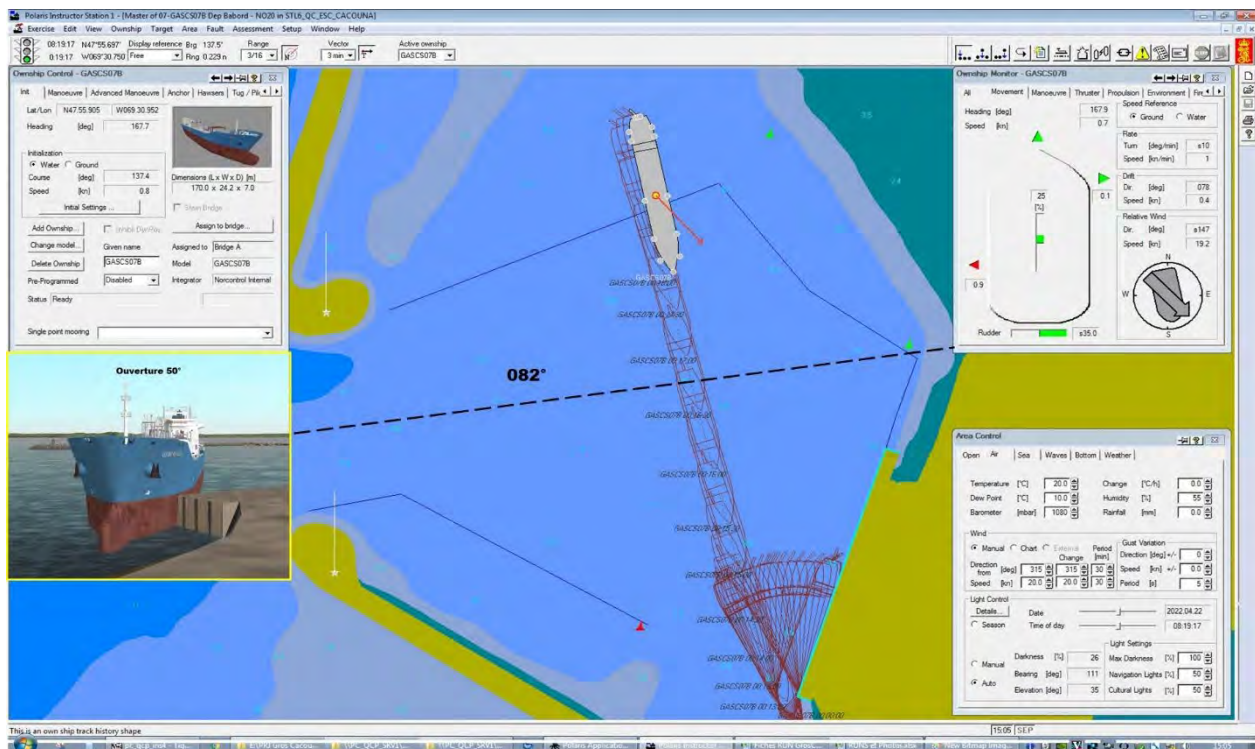 Polaris Instructor Station 1 - [Master of 07-GASCS07B Dep Babord - NO20 in STL6_QC_ESC_CACOUNA]
Exercise Edit View Ownship Target Area Fault Assessment Setup Window Help
08:19:17 N47°55.697' Display reference Brg 137.5° Range Vector Active ownship
0:19:17 W069°30.750 Free Rng 0.229 n 3/16 3 min GASCS07B
Ownship Control - GASCS07B
Init Manoeuvre Advanced Manoeuvre Anchor Hawsers Tug / Pil
Lat/Lon N47.55.905 W069.30.952
Heading [deg] 167.7
Initialization
Water Ground
Course [deg] 137.4
Speed [kn] 0.8
Initial Settings ...
Dimensions (L x W x D) [m]
170.0 x 24.2 x 7.0
Assign to bridge...
Add Ownship...
Change model...
Given name Assigned to Bridge A
Delete Ownship GASCS07B Model GASCS07B
Pre-Programmed Disabled Integrator Norcontrol Internal
Status Ready
Single point mooring
Ouverture 50°
082°
GASCS07B
Ownship Monitor - GASCS07B
All Movement Manoeuvre Thruster Propulsion Environment
Heading [deg] 167.9
Speed [kn] 0.7
Speed Reference
Ground Water
Rate
Turn [deg/min] s10
Speed [kn/min] 1
Drift
Dir. [deg] 078
Speed [kn] 0.4
Relative Wind
Dir. [deg] s147
Speed [kn] 19.2
25
[%]
0.1
0.9
N
W E
S
Rudder s35.0
Area Control
Open Air Sea Waves Bottom Weather
Temperature [°C] 20.0 Change [°C/h] 0.0
Dew Point [°C] 10.0 Humidity [%] 55
Barometer [mbar] 1080 Rainfall [mm] 0.0
Wind
Manual Chart External Change Period [min]
Gust Variation
Direction from [deg] 315 315 30 Direction [deg] +/- 0
Speed [kn] 20.0 20.0 30 Speed [kn] +/- 0.0
Period [s] 5
Light Control
Details... Date 2022.04.22
Season Time of day 08:19:17
Light Settings
Manual Darkness [%] 26 Max Darkness [%] 100
Auto Bearing [deg] 111 Navigation Lights [%] 50
Elevation [deg] 35 Cultural Lights [%] 50
This is an own ship track history shape
15:05 SEP
15:05